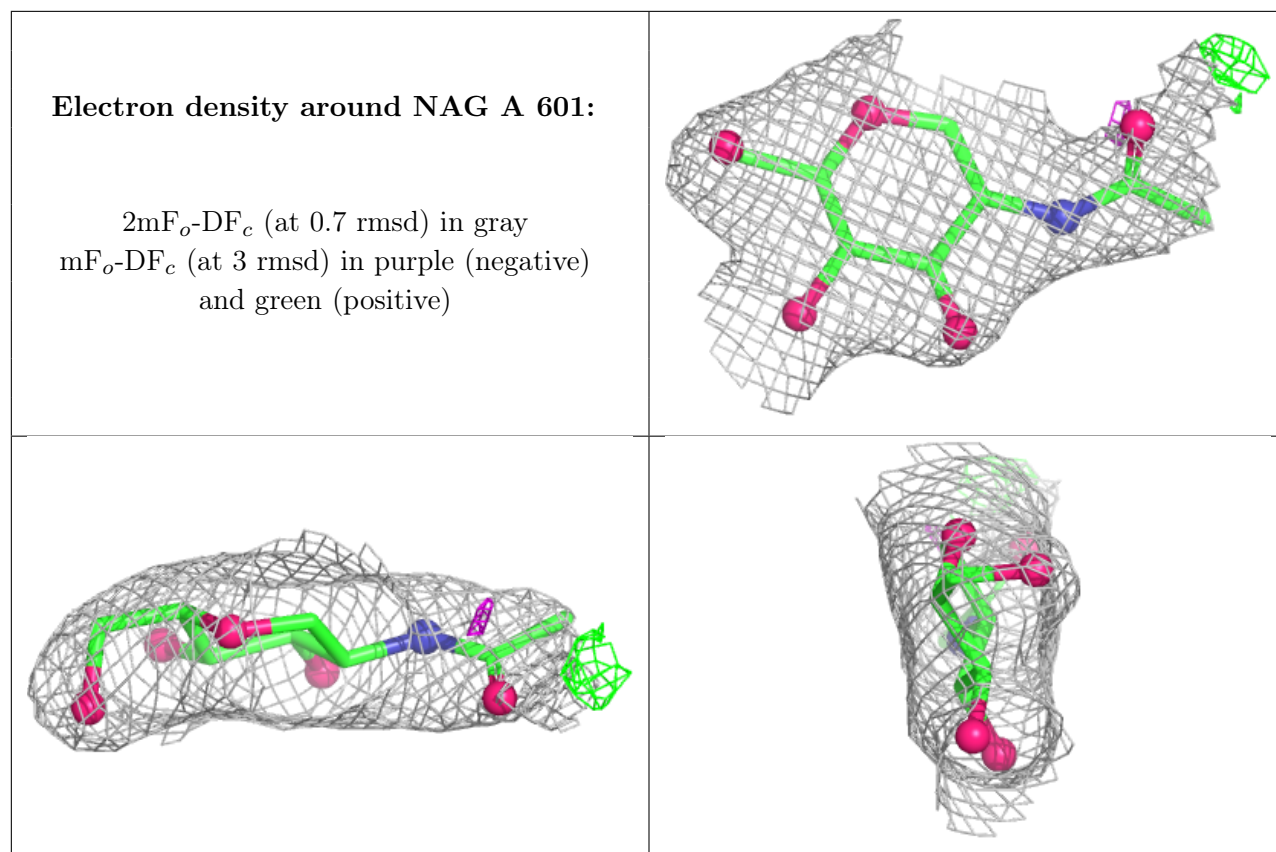 Electron density around NAG A 601:
2mFo-DFc (at 0.7 rmsd) in gray
mFo-DFc (at 3 rmsd) in purple (negative)
and green (positive)